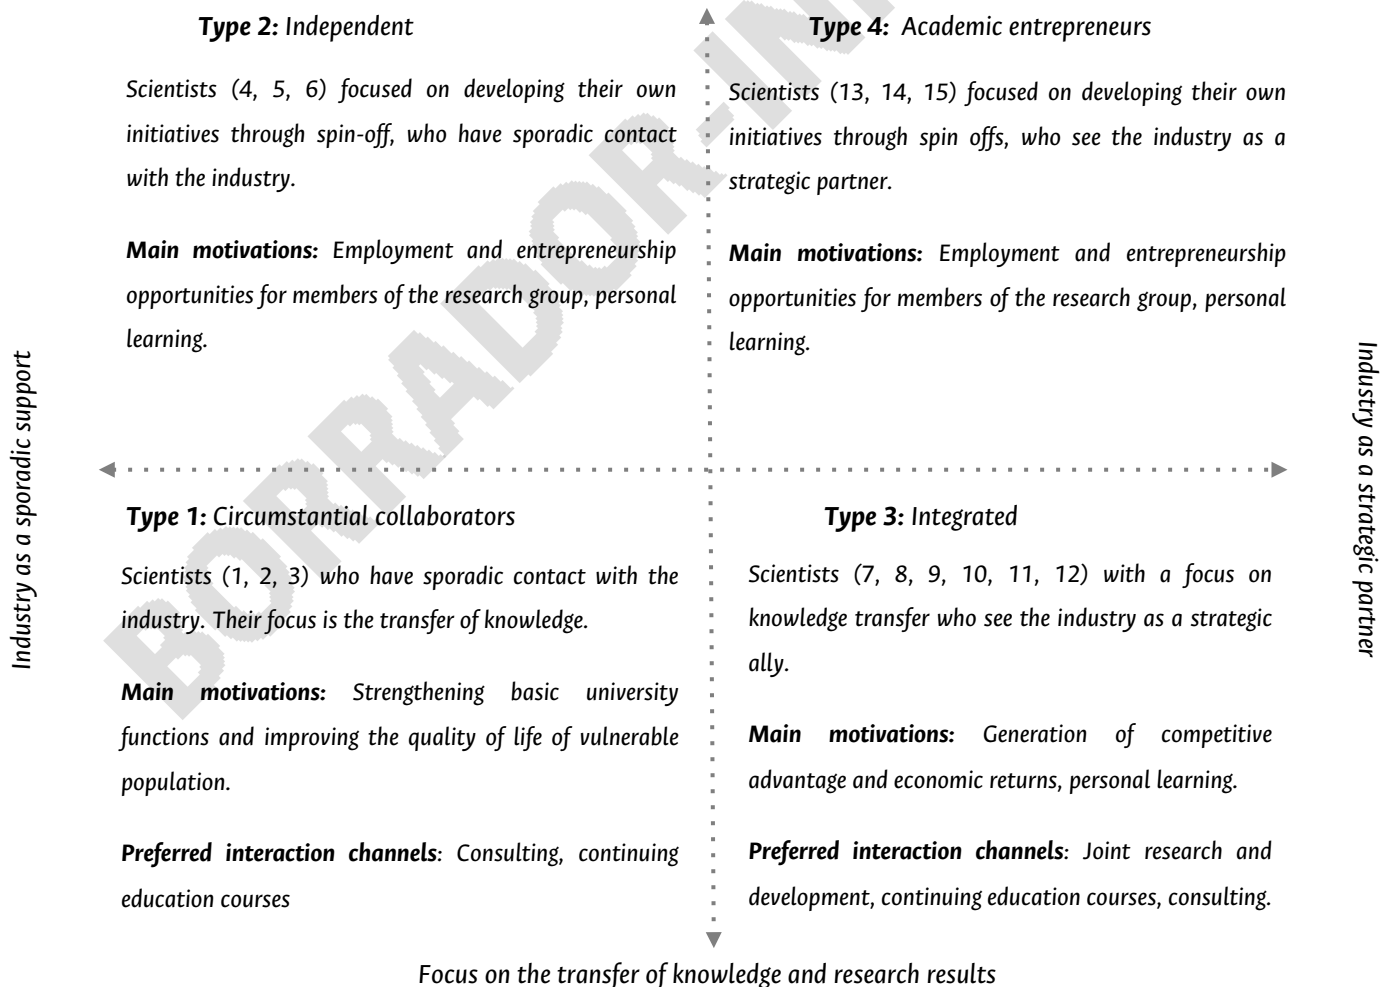 Type 2: Independent
Scientists (4, 5, 6) focused on developing their own
initiatives through spin-off, who have sporadic contact
with the industry.
Main motivations: Employment and entrepreneurship
opportunities for members of the research group, personal
learning.
Type 4: Academic entrepreneurs
Scientists (13, 14, 15) focused on developing their own
initiatives through spin offs, who see the industry as a
strategic partner.
Main motivations: Employment and entrepreneurship
opportunities for members of the research group, personal
learning.
Industry as a sporadic support
Industry as a strategic partner
Type 1: Circumstantial collaborators
Scientists (1, 2, 3) who have sporadic contact with the
industry. Their focus is the transfer of knowledge.
Main motivations: Strengthening basic university
functions and improving the quality of life of vulnerable
population.
Preferred interaction channels: Consulting, continuing
education courses
Type 3: Integrated
Scientists (7, 8, 9, 10, 11, 12) with a focus on
knowledge transfer who see the industry as a strategic
ally.
Main motivations: Generation of competitive
advantage and economic returns, personal learning.
Preferred interaction channels: Joint research and
development, continuing education courses, consulting.
Focus on the transfer of knowledge and research results
BORRADOR-IN